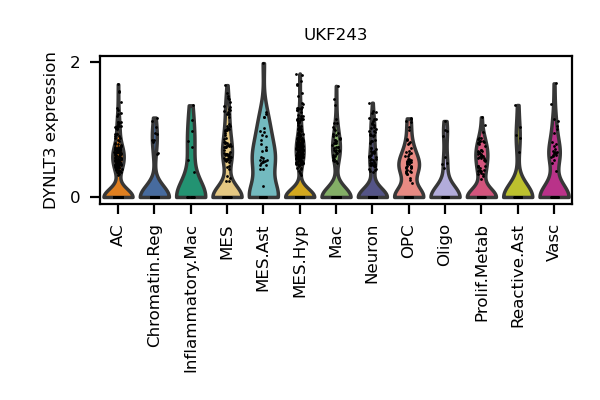 UKF243
DYNLT3 expression
2
0
AC
Chromatin.Reg
Inflammatory.Mac
MES
MES.Ast
MES.Hyp
Mac
Neuron
OPC
Oligo
Prolif.Metab
Reactive.Ast
Vasc